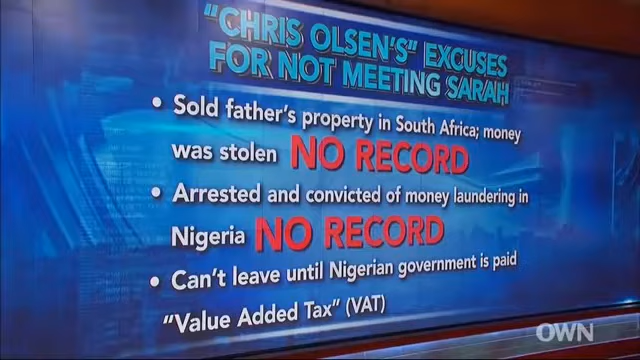 "CHRIS OLSEN'S" EXCUSES
FOR NOT MEETING SARAH
• Sold father's property in South Africa; money
was stolen NO RECORD
• Arrested and convicted of money laundering in
Nigeria NO RECORD
• Can't leave until Nigerian government is paid
"Value Added Tax" (VAT)
OWN